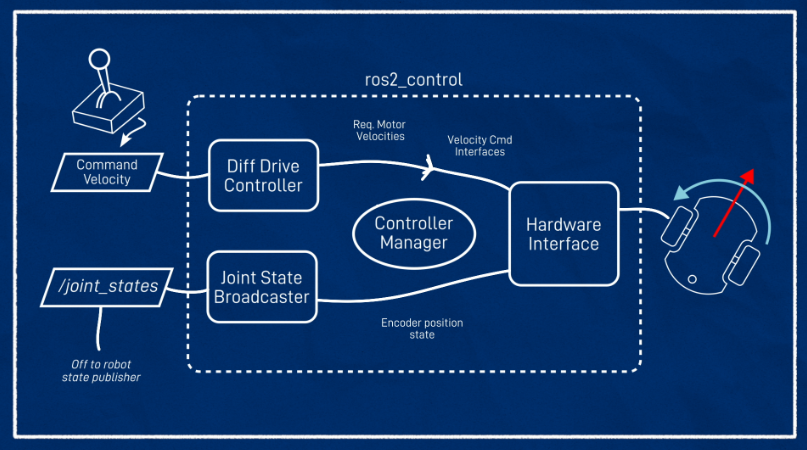 ros2_control
Req. Motor
Velocities
Velocity Cmd
Interfaces
Command
Velocity
Diff Drive
Controller
Controller
Manager
Hardware
Interface
/joint_states
Joint State
Broadcaster
Encoder position
state
Off to robot
state publisher